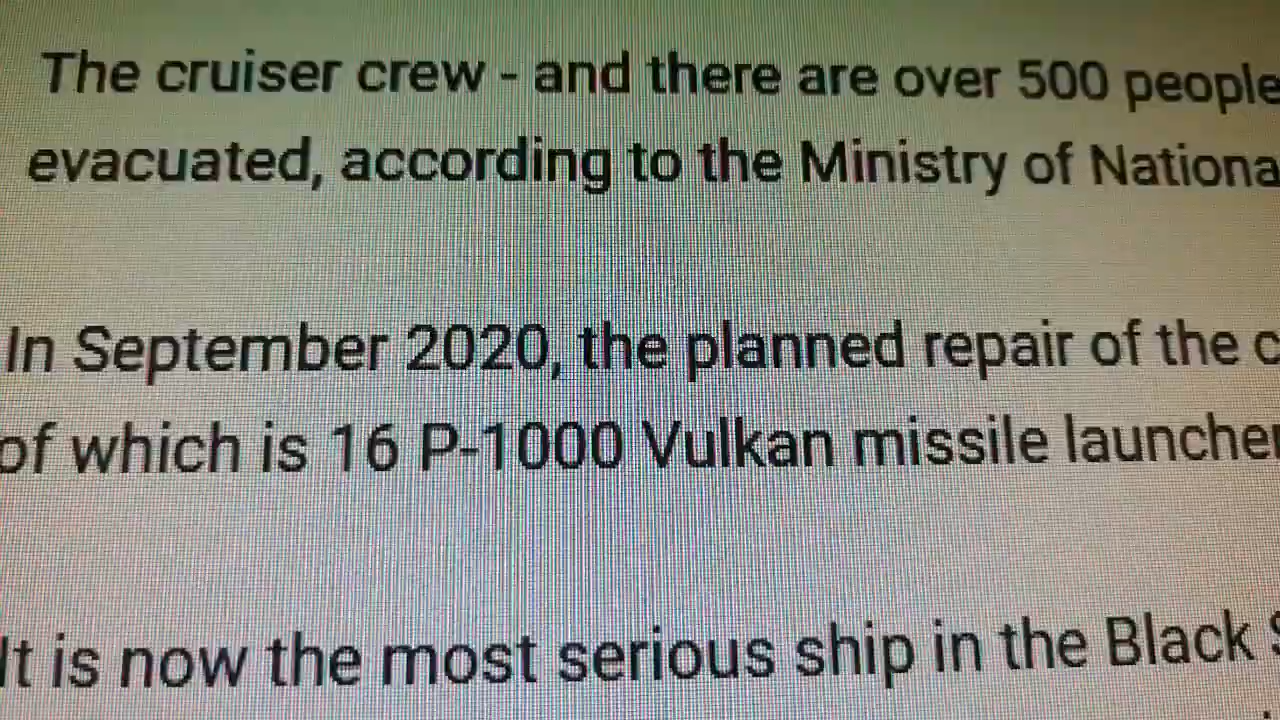 The cruiser crew - and there are over 500 people
evacuated, according to the Ministry of Nationa
In September 2020, the planned repair of the c
of which is 16 P-1000 Vulkan missile launcher
It is now the most serious ship in the Black S